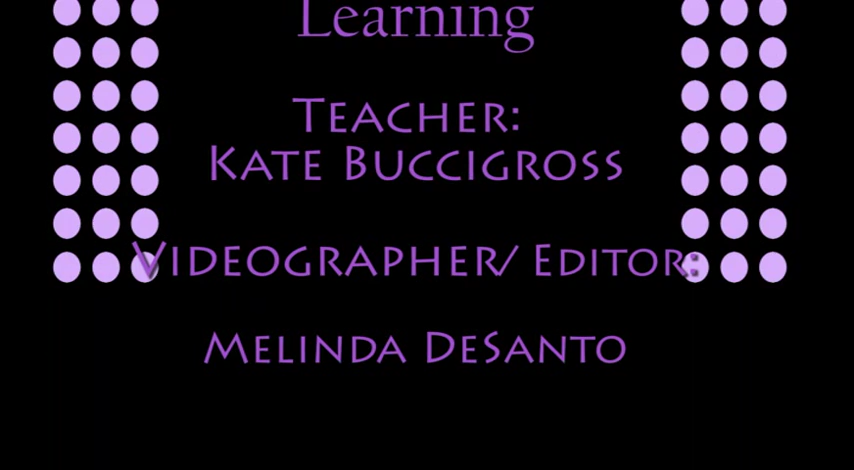 Learning
Teacher:
Kate Buccigross
Videographer/ Editor:
Melinda DeSanto